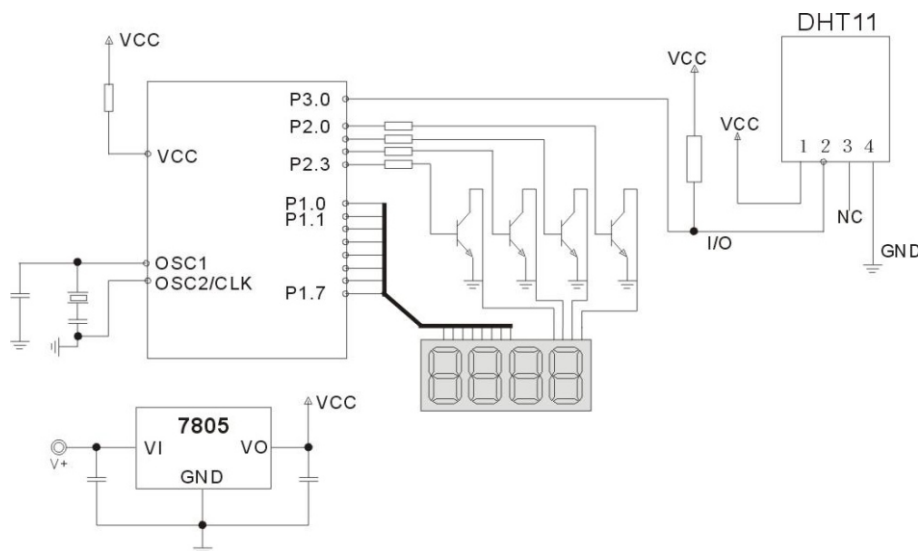 DHT11
VCC
VCC
VCC
P3.0
P2.0
P2.3
P1.0
P1.1
P1.7
VCC
OSC1
OSC2/CLK
1 2 3 4
NC
I/O
GND
7805
VCC
VI
VO
GND
V+